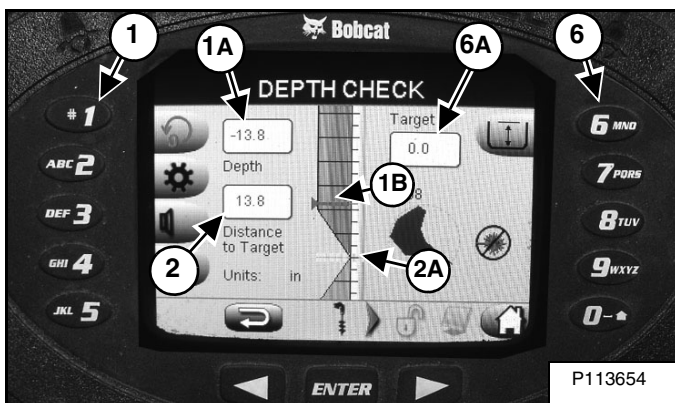 Bobcat
1
1A
6A
6
DEPTH CHECK
# 1
-13.8
Target
0.0
6 MNO
Depth
ABC 2
1B
7 PQRS
13.8
8
DEF 3
8 TUV
Distance
to Target
2
2A
GHI 4
Units: in
9 WXYZ
JKL 5
0-
ENTER
P113654